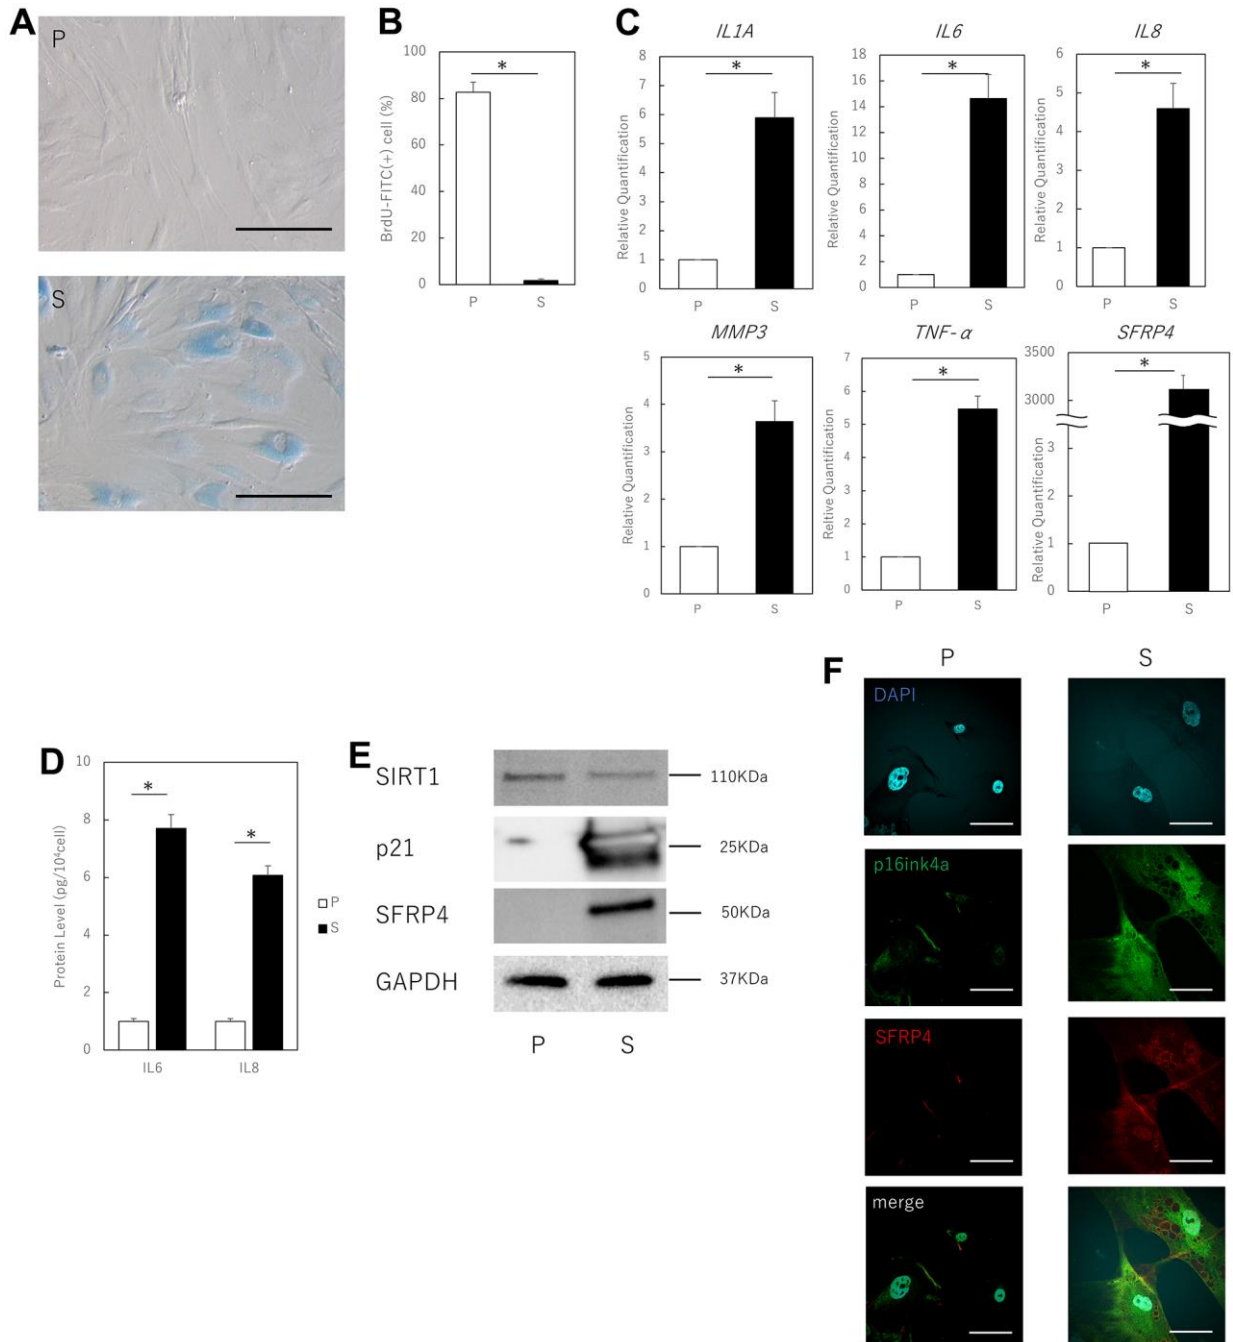 A
P
S
B
100
80
60
40
20
0
BrdU-FITC(+) cell (%)
*
P
S
C
IL1A
8
7
6
5
4
3
2
1
0
Relative Quantification
*
P
S
IL6
18
16
14
12
10
8
6
4
2
0
Relative Quantification
*
P
S
IL8
6
5
4
3
2
1
0
Relative Quantification
*
P
S
MMP3
5
4
3
2
1
0
Relative Quantification
*
P
S
TNF-α
7
6
5
4
3
2
1
0
Reltive Quantification
*
P
S
SFRP4
3500
3000
3
2
1
0
Relative Quantification
*
P
S
D
10
8
6
4
2
0
Protein Level (pg/10⁴cell)
*
*
IL6
IL8
P
S
E
SIRT1
110KDa
p21
25KDa
SFRP4
50KDa
GAPDH
37KDa
P
S
F
P
S
DAPI
p16ink4a
SFRP4
merge